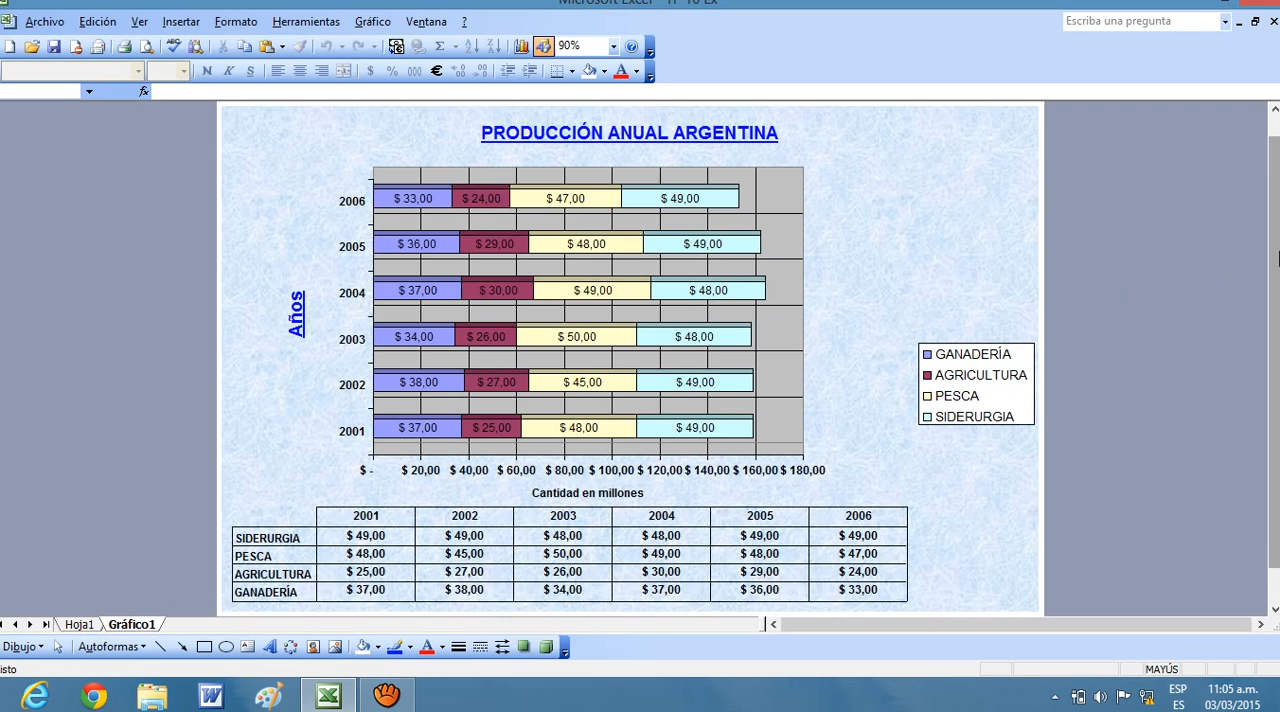 Archivo Edición Ver Insertar Formato Herramientas Gráfico Ventana ? Escriba una pregunta
90%
N K S $ % 000 €
fx
PRODUCCIÓN ANUAL ARGENTINA
2006 $ 33,00 $ 24,00 $ 47,00 $ 49,00
2005 $ 36,00 $ 29,00 $ 48,00 $ 49,00
2004 $ 37,00 $ 30,00 $ 49,00 $ 48,00
2003 $ 34,00 $ 26,00 $ 50,00 $ 48,00
2002 $ 38,00 $ 27,00 $ 45,00 $ 49,00
2001 $ 37,00 $ 25,00 $ 48,00 $ 49,00
Años
GANADERÍA
AGRICULTURA
PESCA
SIDERURGIA
$ - $ 20,00 $ 40,00 $ 60,00 $ 80,00 $ 100,00 $ 120,00 $ 140,00 $ 160,00 $ 180,00
Cantidad en millones
2001 2002 2003 2004 2005 2006
SIDERURGIA $ 49,00 $ 49,00 $ 48,00 $ 48,00 $ 49,00 $ 49,00
PESCA $ 48,00 $ 45,00 $ 50,00 $ 49,00 $ 48,00 $ 47,00
AGRICULTURA $ 25,00 $ 27,00 $ 26,00 $ 30,00 $ 29,00 $ 24,00
GANADERÍA $ 37,00 $ 38,00 $ 34,00 $ 37,00 $ 36,00 $ 33,00
Hoja1 Gráfico1
Dibujo Autoformas
isto MAYÚS
ESP 11:05 a.m.
ES 03/03/2015